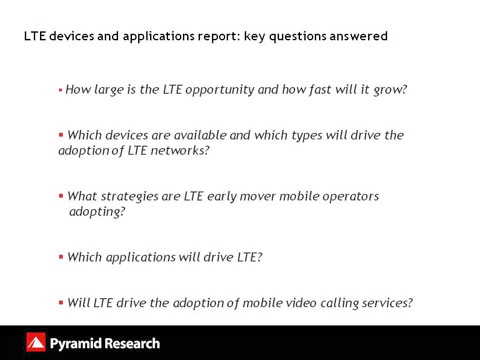 LTE devices and applications report: key questions answered
▪ How large is the LTE opportunity and how fast will it grow?
▪ Which devices are available and which types will drive the
adoption of LTE networks?
▪ What strategies are LTE early mover mobile operators
adopting?
▪ Which applications will drive LTE?
▪ Will LTE drive the adoption of mobile video calling services?
Pyramid Research